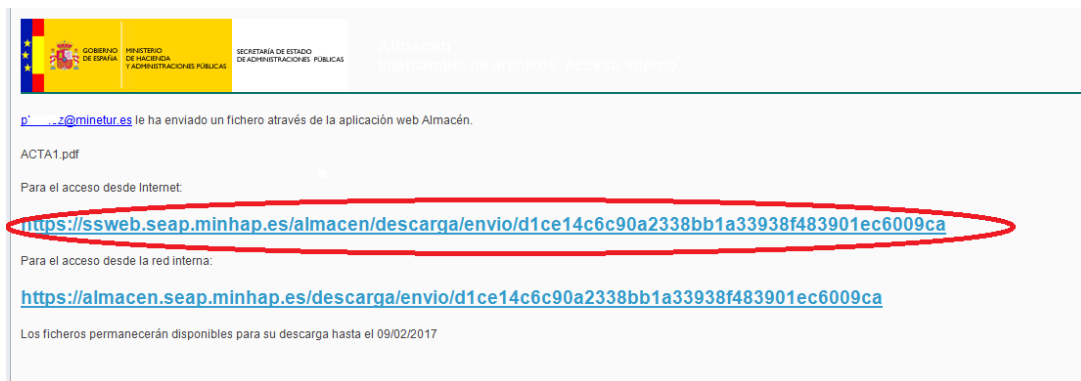 GOBIERNO
DE ESPAÑA
MINISTERIO
DE HACIENDA
Y ADMINISTRACIONES PÚBLICAS
SECRETARÍA DE ESTADO
DE ADMINISTRACIONES PÚBLICAS
Almacén
Intercambio de archivos. Acceso Interno
z@minetur.es le ha enviado un fichero através de la aplicación web Almacén.
ACTA1.pdf
Para el acceso desde Internet:
https://ssweb.seap.minhap.es/almacen/descarga/envio/d1ce14c6c90a2338bb1a33938f483901ec6009ca
Para el acceso desde la red interna:
https://almacen.seap.minhap.es/descarga/envio/d1ce14c6c90a2338bb1a33938f483901ec6009ca
Los ficheros permanecerán disponibles para su descarga hasta el 09/02/2017